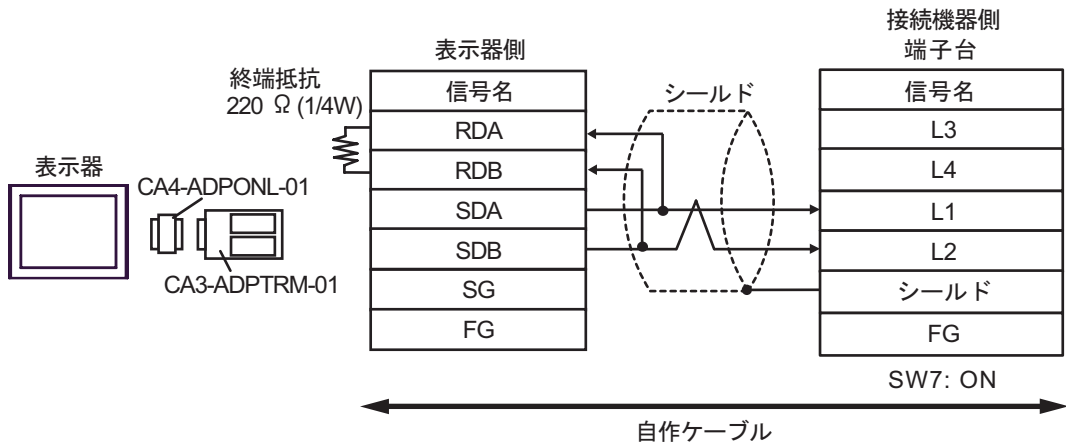 表示器
CA4-ADPONL-01
CA3-ADPTRM-01
終端抵抗
220 Ω (1/4W)
表示器側
信号名
RDA
RDB
SDA
SDB
SG
FG
シールド
接続機器側
端子台
信号名
L3
L4
L1
L2
シールド
FG
SW7: ON
自作ケーブル